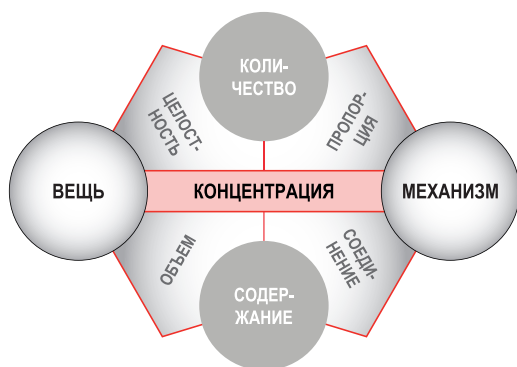 КОЛИ-
ЧЕСТВО
ЦЕЛОСТ-
НОСТЬ
ПРОПОР-
ЦИЯ
ВЕЩЬ
КОНЦЕНТРАЦИЯ
МЕХАНИЗМ
ОБЪЕМ
СОЕДИ-
НЕНИЕ
СОДЕР-
ЖАНИЕ